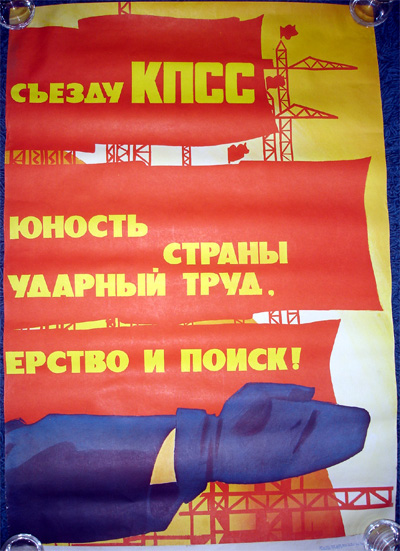 СЪЕЗДУ КПСС
ЮНОСТЬ
СТРАНЫ
УДАРНЫЙ ТРУД,
ЕРСТВО И ПОИСК!